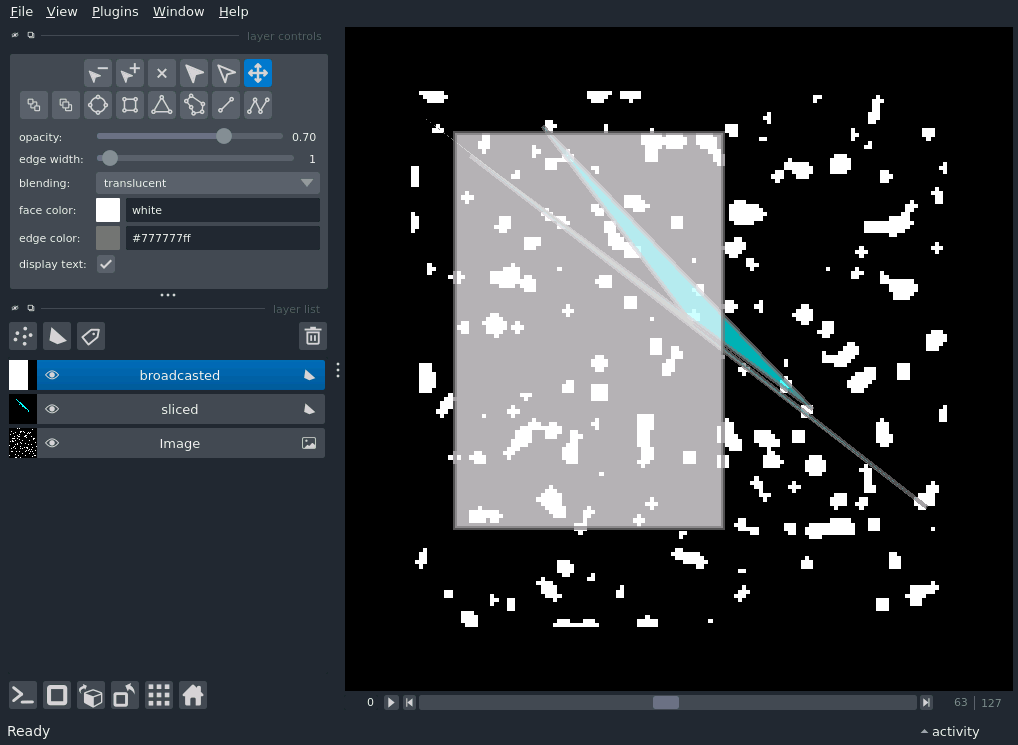 File View Plugins Window Help
layer controls
opacity: 0.70
edge width: 1
blending: translucent
face color: white
edge color: #777777ff
display text:
layer list
broadcasted
sliced
Image
0 63 | 127
Ready activity